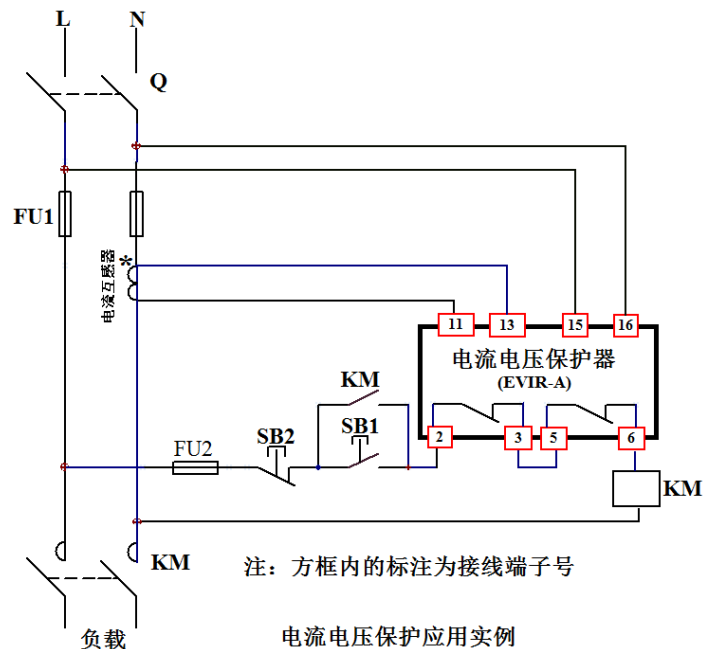 L N
Q
FU1
电流互感器 *
11 13 15 16
电流电压保护器
(EVIR-A)
KM
SB2 SB1
FU2
2 3 5 6
KM
KM
注：方框内的标注为接线端子号
负载
电流电压保护应用实例